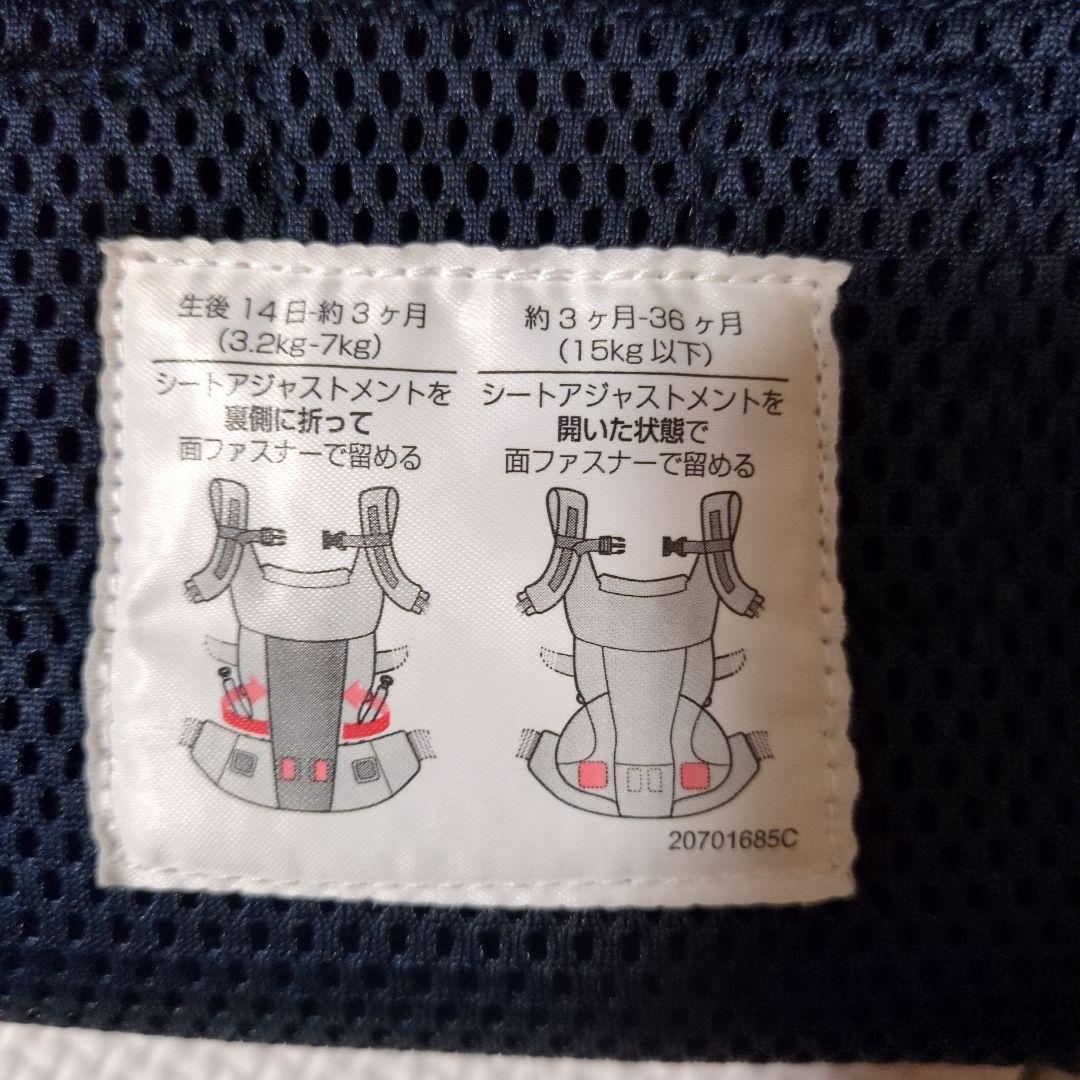 生後 14 日-約 3 ヶ月
(3.2kg-7kg)
シートアジャストメントを
裏側に折って
面ファスナーで留める
約 3 ヶ月-36 ヶ月
(15kg 以下)
シートアジャストメントを
開いた状態で
面ファスナーで留める
20701685C